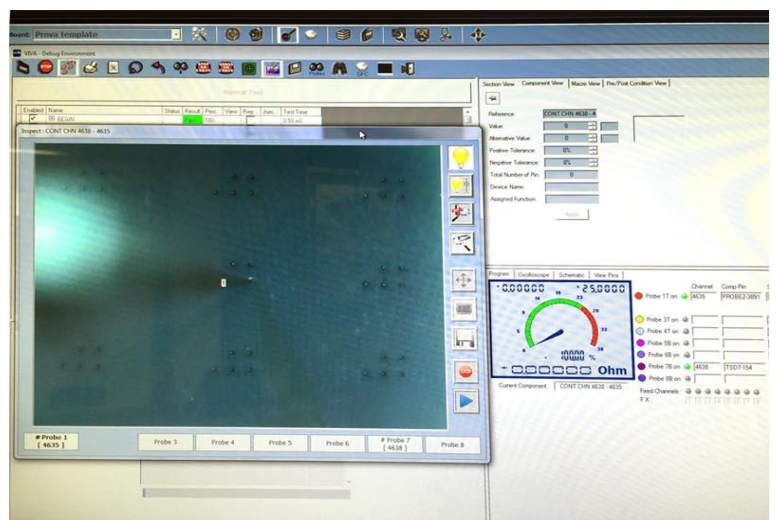 Board: Prova template
VIVA - Debug Environment
Normal Test
Enabled Name Status Result Perc. View Rep. Jum. Test Time
BEGIN Pass 100. 0.50 mS
Inspect : CONT CHN 4638 - 4635
# Probe 1
[ 4635 ]
Probe 3
Probe 4
Probe 5
Probe 6
# Probe 7
[ 4638 ]
Probe 8
Section View Component View Macro View Pre/Post Condition View
Reference: CONT CHN 4638 - 4
Value: 0
Alternative Value: 0
Positive Tolerance: 0%
Negative Tolerance: 0%
Total Number of Pin: 0
Device Name:
Assigned Function:
Apply
Program Oscilloscope Schematic View Pins
Ohm
Current Component CONT CHN 4638 - 4635
Channel Comp Pin
Probe 1T on 4635 PROBE2-3891
Probe 3T on
Probe 4T on
Probe 5B on
Probe 6B on
Probe 7B on 4638 TSD7-154
Probe 8B on
Fixed Channels
F X